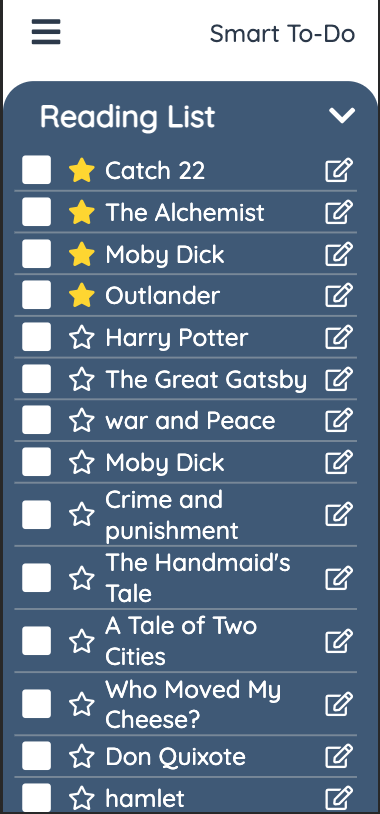 Smart To-Do
Reading List
Catch 22
The Alchemist
Moby Dick
Outlander
Harry Potter
The Great Gatsby
war and Peace
Moby Dick
Crime and
punishment
The Handmaid's
Tale
A Tale of Two
Cities
Who Moved My
Cheese?
Don Quixote
hamlet